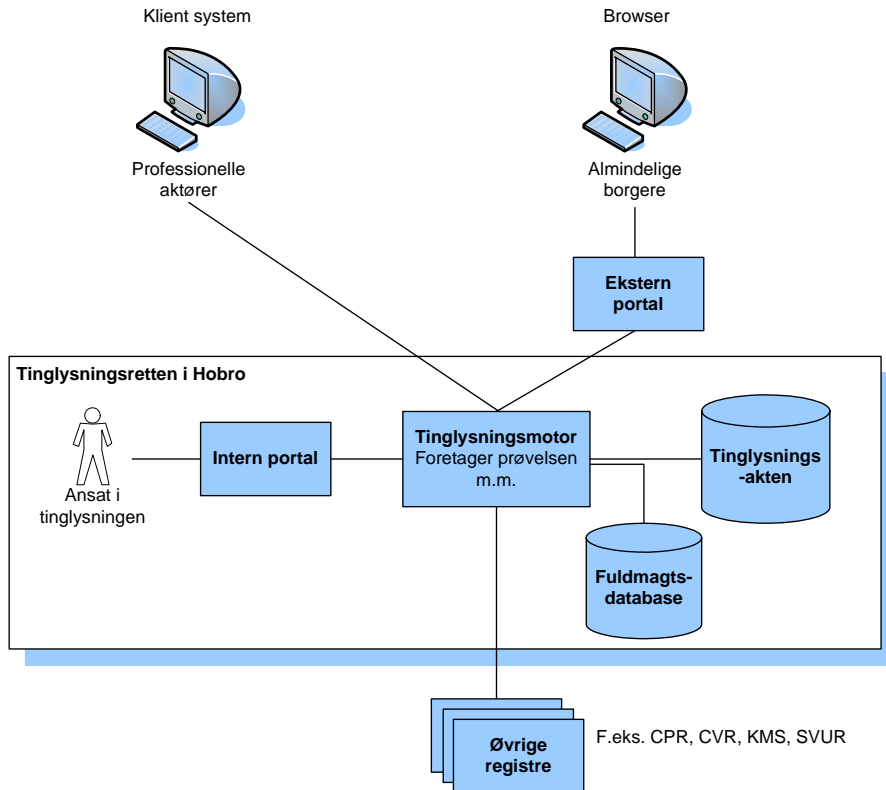 Klient system
Browser
Professionelle
aktører
Almindelige
borgere
Ekstern
portal
Tinglysningsretten i Hobro
Ansat i
tinglysningen
Intern portal
Tinglysningsmotor
Foretager prøvelsen
m.m.
Tinglysnings
-akten
Fuldmagts-
database
Øvrige
registre
F.eks. CPR, CVR, KMS, SVUR